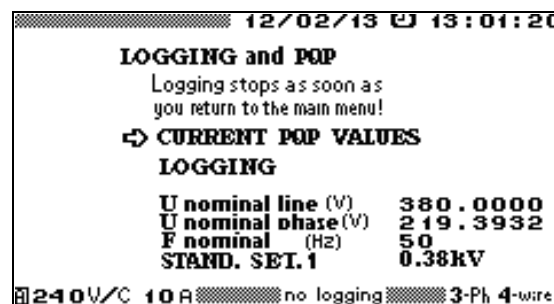 12/02/13 13:01:20
LOGGING and PQP
Logging stops as soon as
you return to the main menu!
CURRENT PQP VALUES
LOGGING
U nominal line (V) 380.0000
U nominal phase (V) 219.3932
F nominal (Hz) 50
STAND. SET.1 0.38kV
240V/C 10A no logging 3-Ph 4-wire